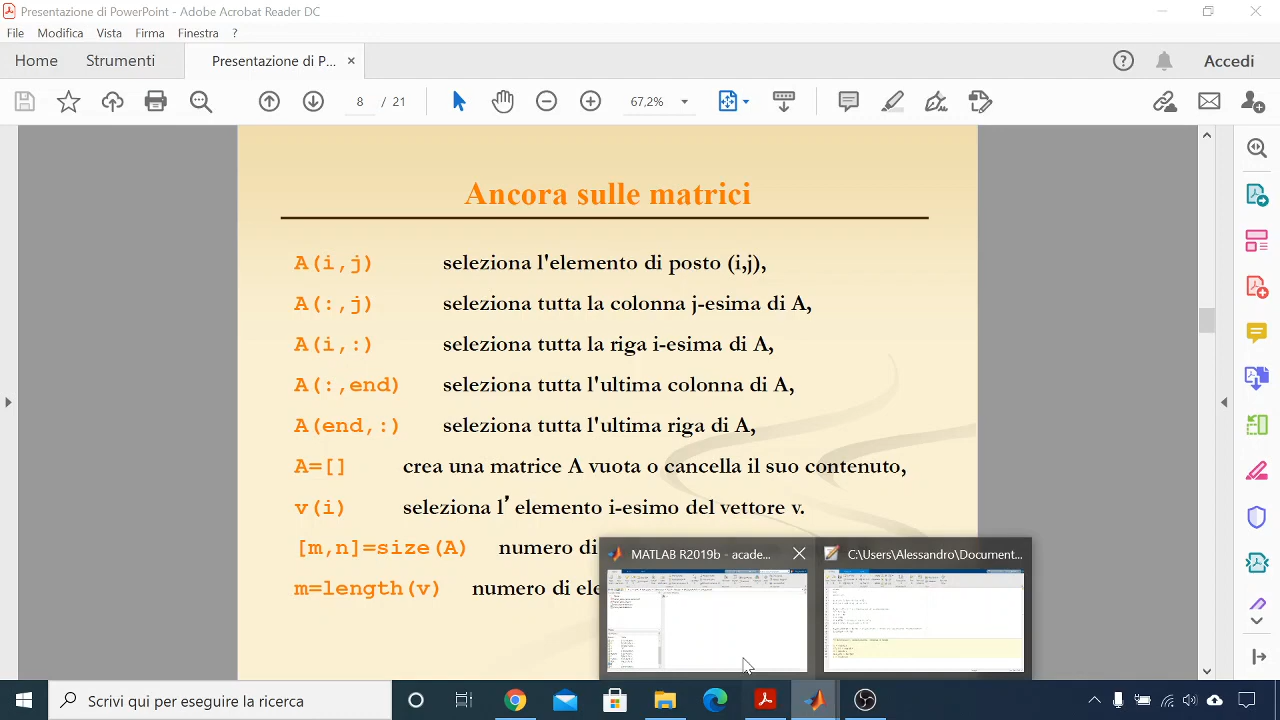 Presentazione di PowerPoint - Adobe Acrobat Reader DC
File Modifica Vista Firma Finestra ?
Home Strumenti Presentazione di P... × Accedi
8 / 21 67,2%
Ancora sulle matrici
A(i,j) seleziona l'elemento di posto (i,j),
A(:,j) seleziona tutta la colonna j-esima di A,
A(i,:) seleziona tutta la riga i-esima di A,
A(:,end) seleziona tutta l'ultima colonna di A,
A(end,:) seleziona tutta l'ultima riga di A,
A=[] crea una matrice A vuota o cancella il suo contenuto,
v(i) seleziona l’elemento i-esimo del vettore v.
[m,n]=size(A) numero di
m=length(v) numero di ele
MATLAB R2019b - acade...
C:\Users\Alessandro\Document...
Scrivi qui per eseguire la ricerca